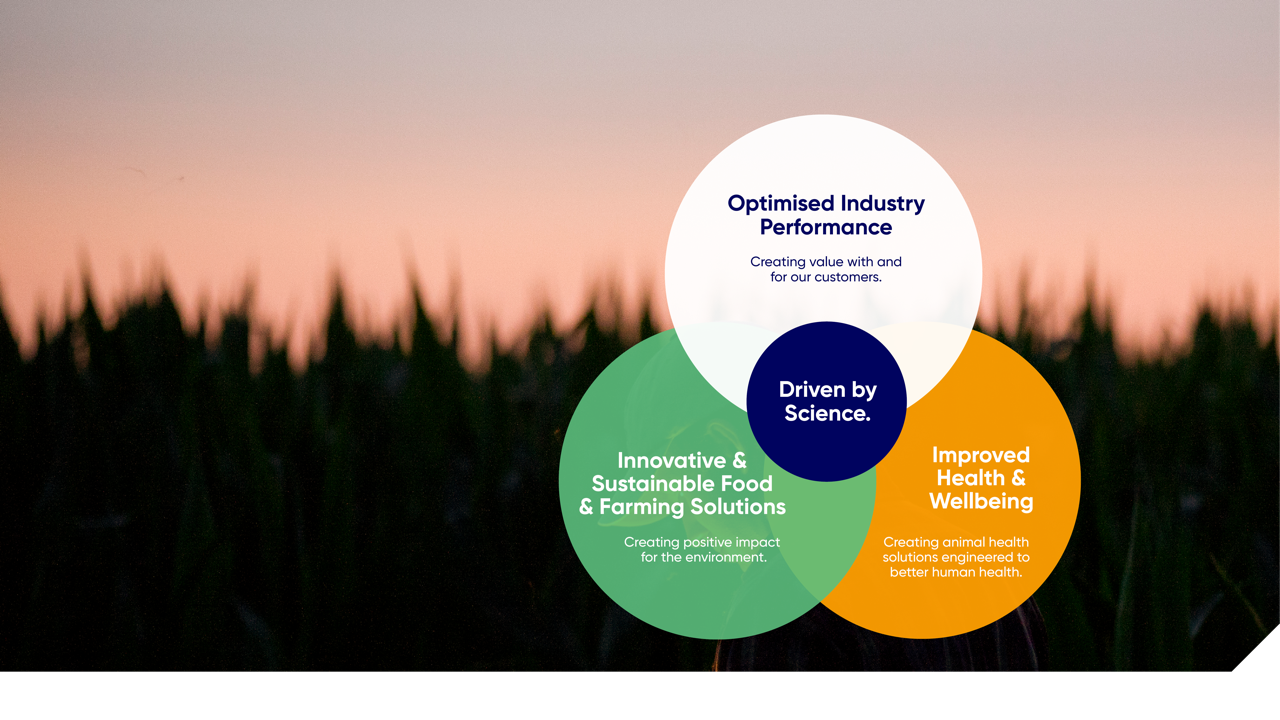 Optimised Industry
Performance
Creating value with and
for our customers.
Driven by
Science.
Innovative &
Sustainable Food
& Farming Solutions
Creating positive impact
for the environment.
Improved
Health &
Wellbeing
Creating animal health
solutions engineered to
better human health.